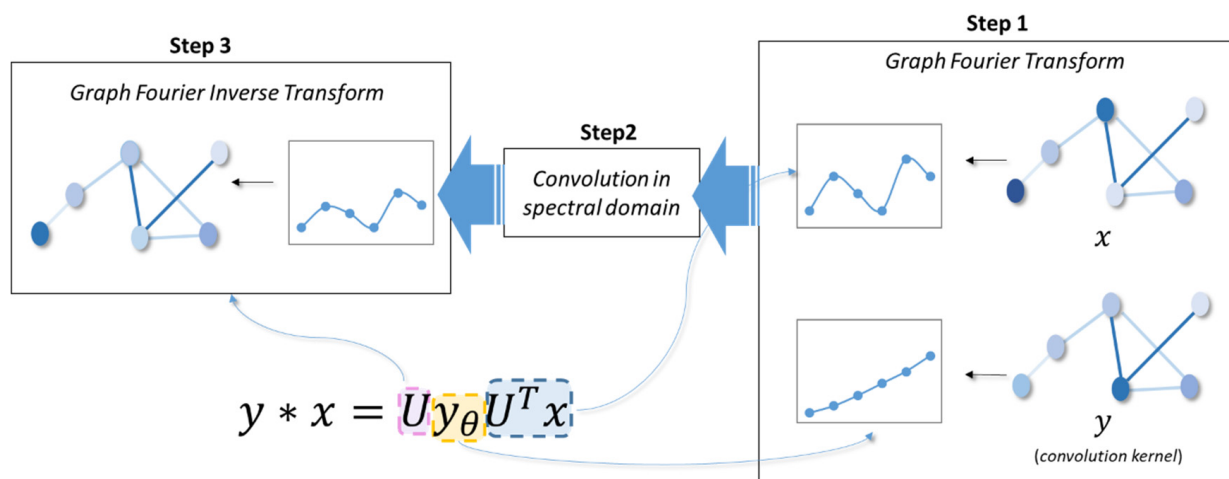 Step 3
Graph Fourier Inverse Transform
Step2
Convolution in
spectral domain
Step 1
Graph Fourier Transform
x
y
(convolution kernel)
y * x = U y_θ U^T x